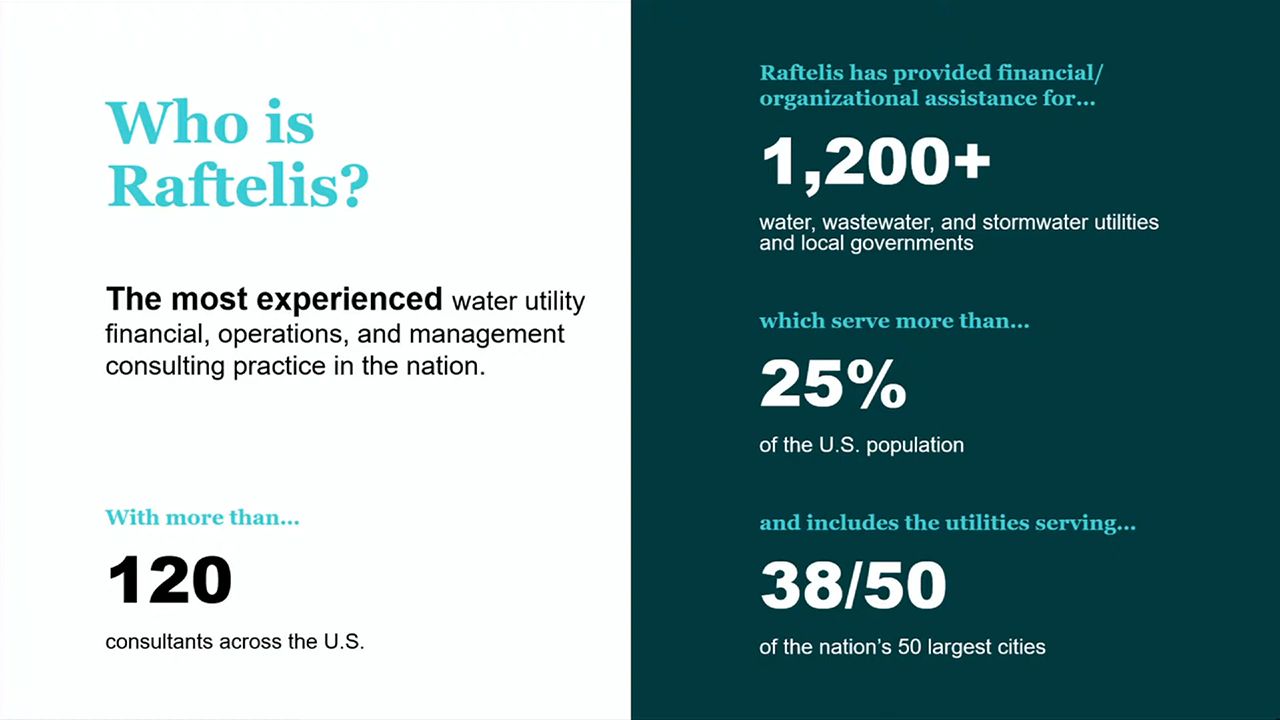 Who is
Raftelis?
The most experienced water utility
financial, operations, and management
consulting practice in the nation.
With more than...
120
consultants across the U.S.
Raftelis has provided financial/
organizational assistance for...
1,200+
water, wastewater, and stormwater utilities
and local governments
which serve more than...
25%
of the U.S. population
and includes the utilities serving...
38/50
of the nation’s 50 largest cities